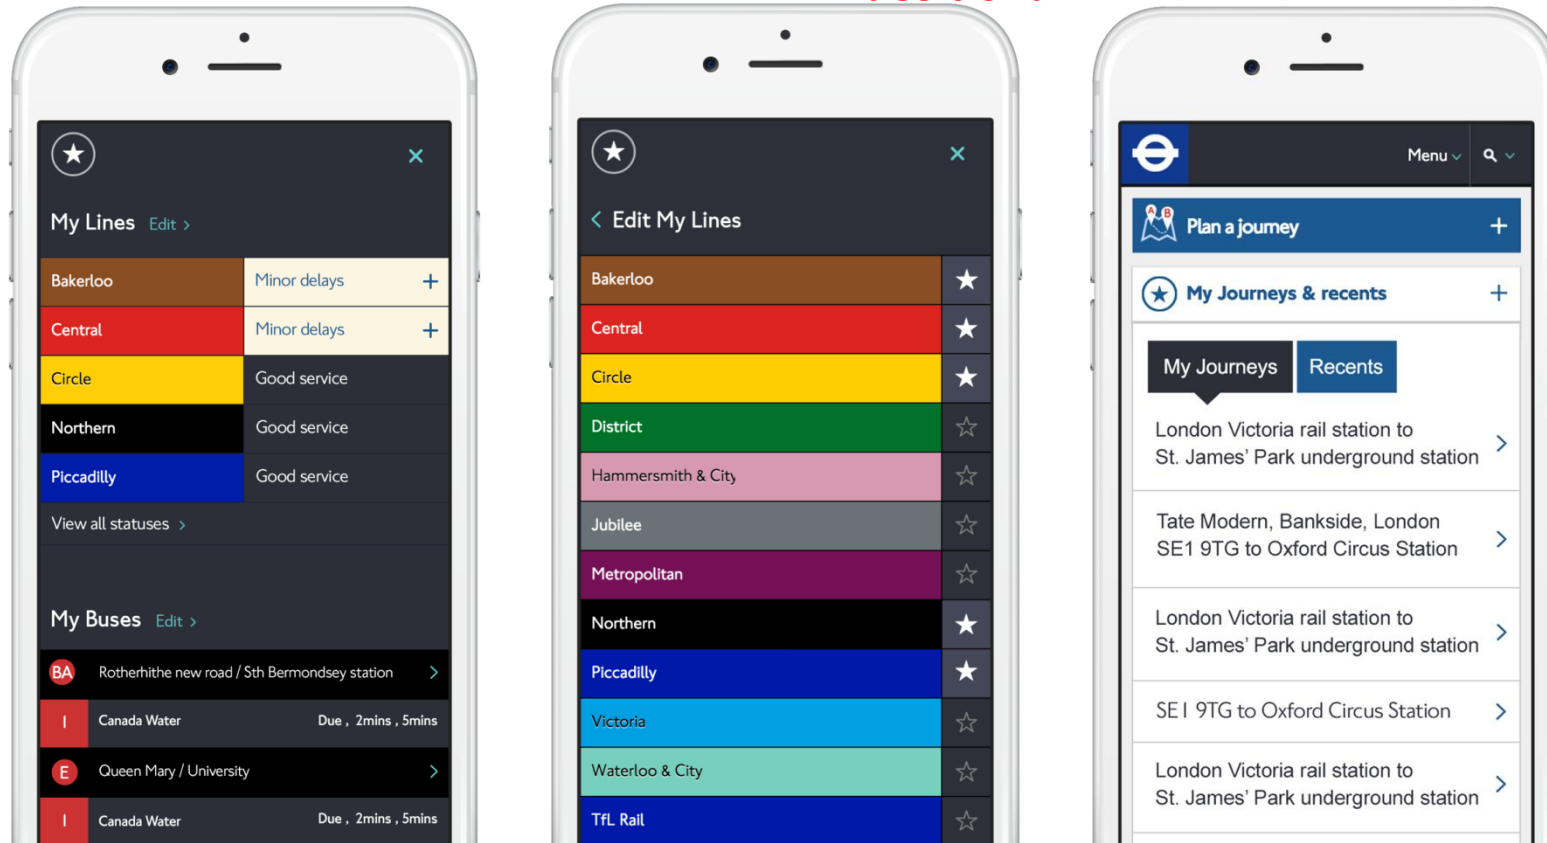 My Lines Edit >
Bakerloo Minor delays +
Central Minor delays +
Circle Good service
Northern Good service
Piccadilly Good service
View all statuses >
My Buses Edit >
BA Rotherhithe new road / Sth Bermondsey station >
1 Canada Water Due , 2mins , 5mins
E Queen Mary / University >
1 Canada Water Due , 2mins , 5mins
< Edit My Lines
Bakerloo
Central
Circle
District
Hammersmith & City
Jubilee
Metropolitan
Northern
Piccadilly
Victoria
Waterloo & City
TfL Rail
Menu
A B Plan a journey +
My Journeys & recents +
My Journeys Recents
London Victoria rail station to
St. James’ Park underground station
Tate Modern, Bankside, London
SE1 9TG to Oxford Circus Station
London Victoria rail station to
St. James’ Park underground station
SE1 9TG to Oxford Circus Station
London Victoria rail station to
St. James’ Park underground station